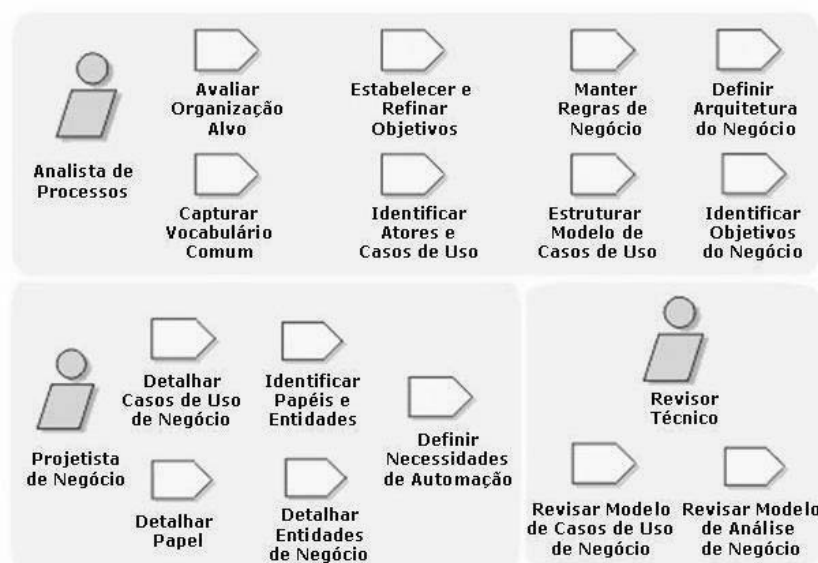 Analista de
Processos
Avaliar
Organização
Alvo
Estabelecer e
Refinar
Objetivos
Manter
Regras de
Negócio
Definir
Arquitetura
do Negócio
Capturar
Vocabulário
Comum
Identificar
Atores e
Casos de Uso
Estruturar
Modelo de
Casos de Uso
Identificar
Objetivos
do Negócio
Projetista
de Negócio
Detalhar
Casos de Uso
de Negócio
Identificar
Papéis e
Entidades
Definir
Necessidades
de Automação
Detalhar
Papel
Detalhar
Entidades
de Negócio
Revisor
Técnico
Revisar Modelo
de Casos de Uso
de Negócio
Revisar Modelo
de Análise
de Negócio